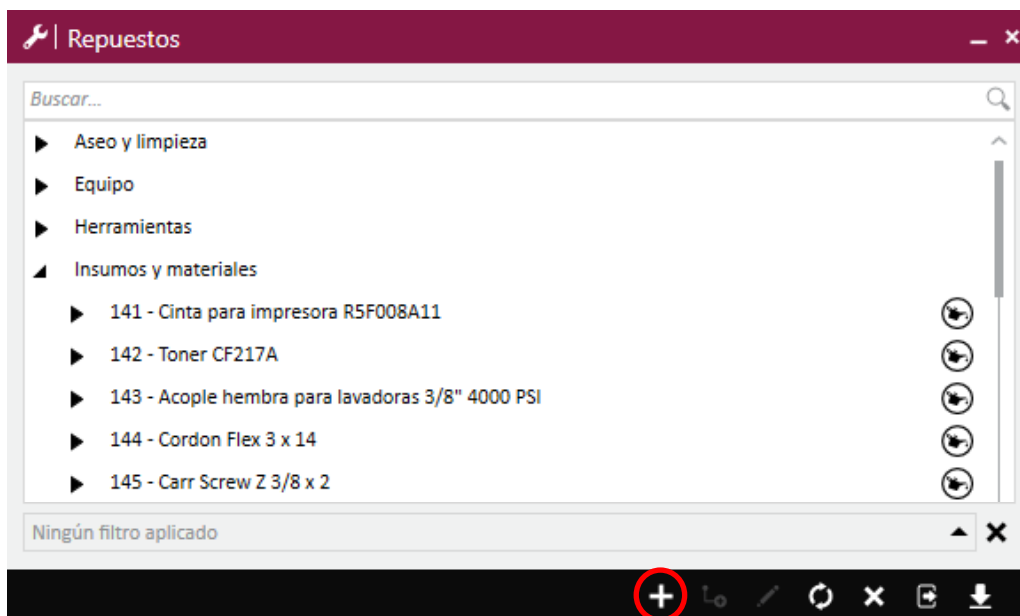 Repuestos
Buscar...
Aseo y limpieza
Equipo
Herramientas
Insumos y materiales
141 - Cinta para impresora R5F008A11
142 - Toner CF217A
143 - Acople hembra para lavadoras 3/8" 4000 PSI
144 - Cordon Flex 3 x 14
145 - Carr Screw Z 3/8 x 2
Ningún filtro aplicado